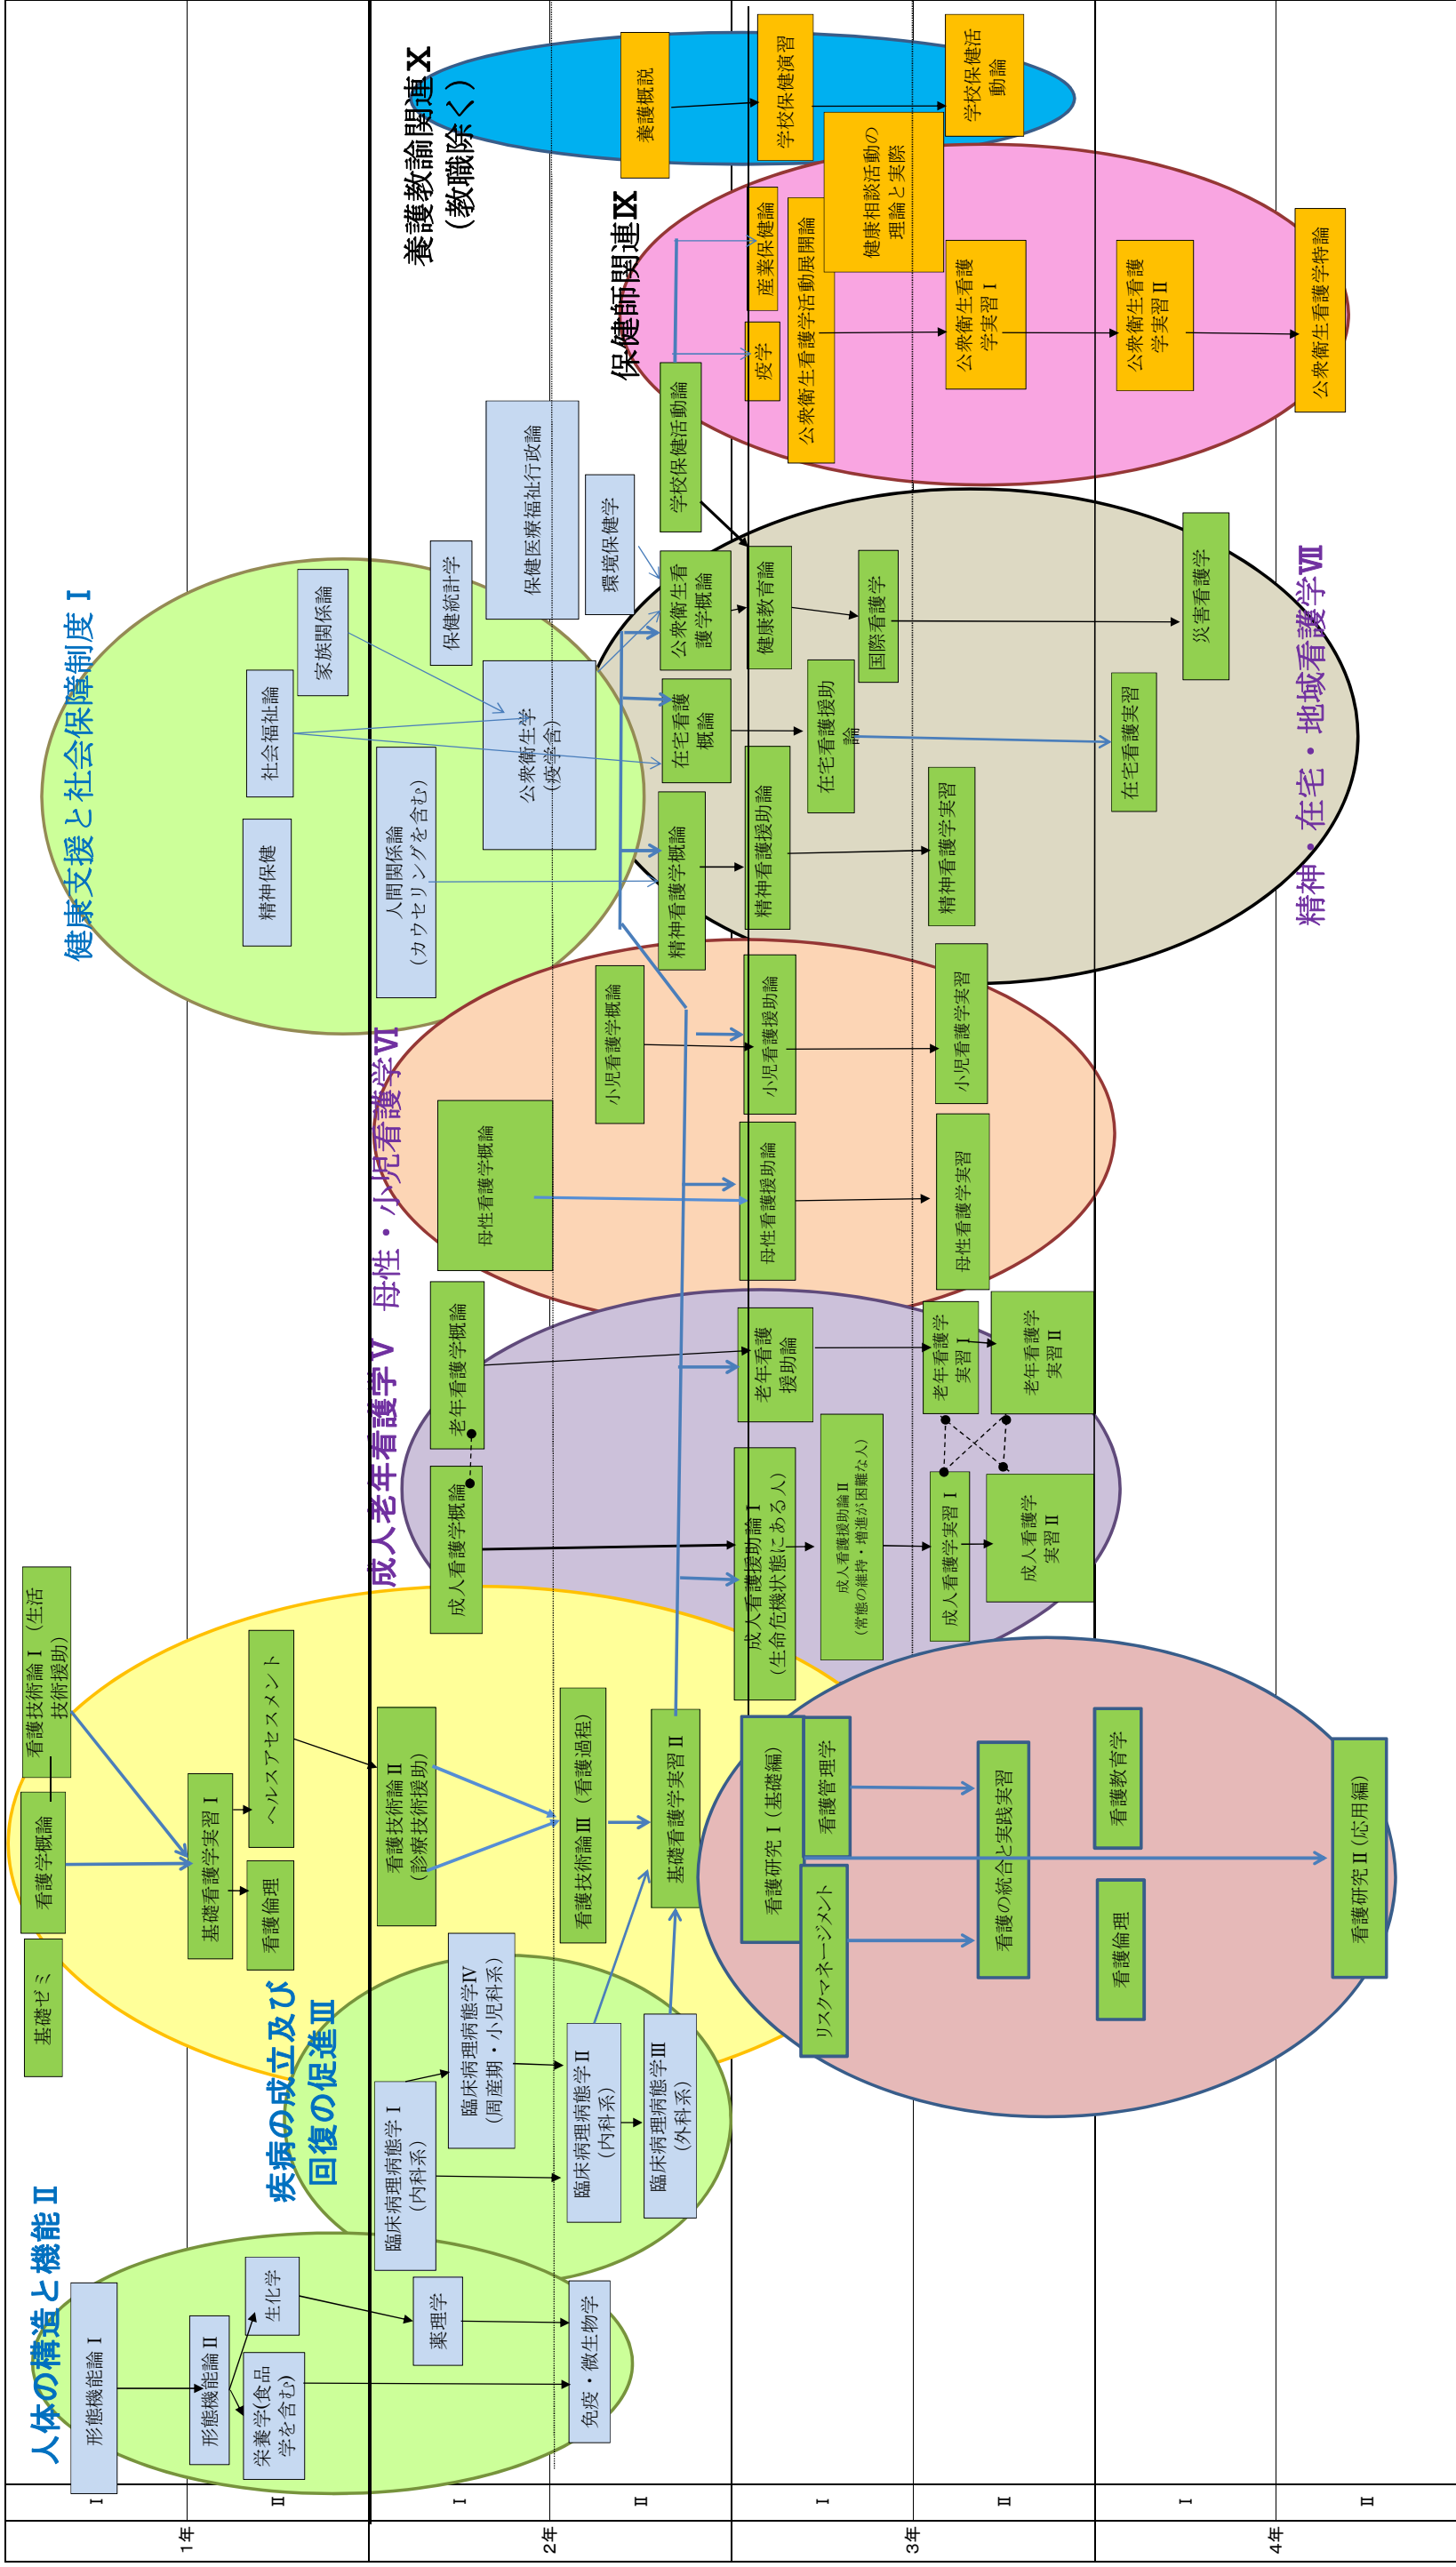 人体の構造と機能Ⅱ
疾病の成立及び
回復の促進Ⅲ
成人老年看護学Ⅴ
母性・小児看護学Ⅵ
健康支援と社会保障制度Ⅰ
精神・在宅・地域看護学Ⅶ
保健師関連Ⅸ
養護教諭関連Ⅹ
(教職除く)
1年
Ⅰ
Ⅱ
2年
Ⅰ
Ⅱ
3年
Ⅰ
Ⅱ
4年
Ⅰ
Ⅱ
形態機能論Ⅰ
形態機能論Ⅱ
栄養学(食品
学を含む)
生化学
薬理学
免疫・微生物学
臨床病理病態学Ⅰ
(内科系)
臨床病理病態学Ⅳ
(周産期・小児科系)
臨床病理病態学Ⅱ
(内科系)
臨床病理病態学Ⅲ
(外科系)
基礎ゼミ
看護学概論
看護技術論Ⅰ(生活
技術援助)
基礎看護学実習Ⅰ
看護倫理
ヘルスアセスメント
看護技術論Ⅱ
(診療技術援助)
看護技術論Ⅲ(看護過程)
基礎看護学実習Ⅱ
看護研究Ⅰ(基礎編)
リスクマネージメント
看護管理学
看護の統合と実践実習
看護倫理
看護教育学
看護研究Ⅱ(応用編)
成人看護学概論
老年看護学概論
成人看護援助論Ⅰ
(生命危機状態にある人)
成人看護援助論Ⅱ
(常態の維持・増進が困難な人)
老年看護
援助論
成人看護学実習Ⅰ
成人看護学
実習Ⅱ
老年看護学
実習Ⅰ
老年看護学
実習Ⅱ
母性看護学概論
小児看護学概論
母性看護援助論
小児看護援助論
母性看護学実習
小児看護学実習
精神保健
社会福祉論
家族関係論
人間関係論
(カウセリングを含む)
公衆衛生学
(疫学含)
保健統計学
保健医療福祉行政論
環境保健学
精神看護学概論
在宅看護
概論
公衆衛生看
護学概論
学校保健活動論
精神看護援助論
在宅看護援助
論
健康教育論
国際看護学
精神看護学実習
在宅看護実習
災害看護学
疫学
産業保健論
公衆衛生看護学活動展開論
健康相談活動の
理論と実際
公衆衛生看護
学実習Ⅰ
公衆衛生看護
学実習Ⅱ
公衆衛生看護学特論
養護概説
学校保健演習
学校保健活
動論